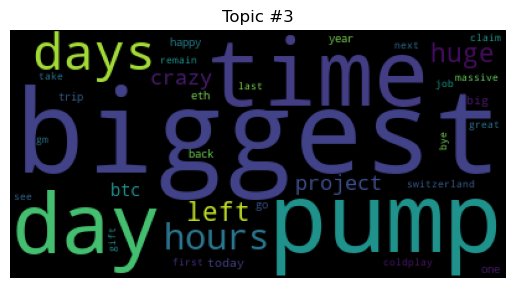 Topic #3
days
happy
remain
time
year
next
claim
huge
massive
take
crazy
trip
eth
last
job
big
biggest
great
gm
back
bye
see
btc
project
switzerland
day
left
go
pump
gift
hours
first
today
coldplay
one